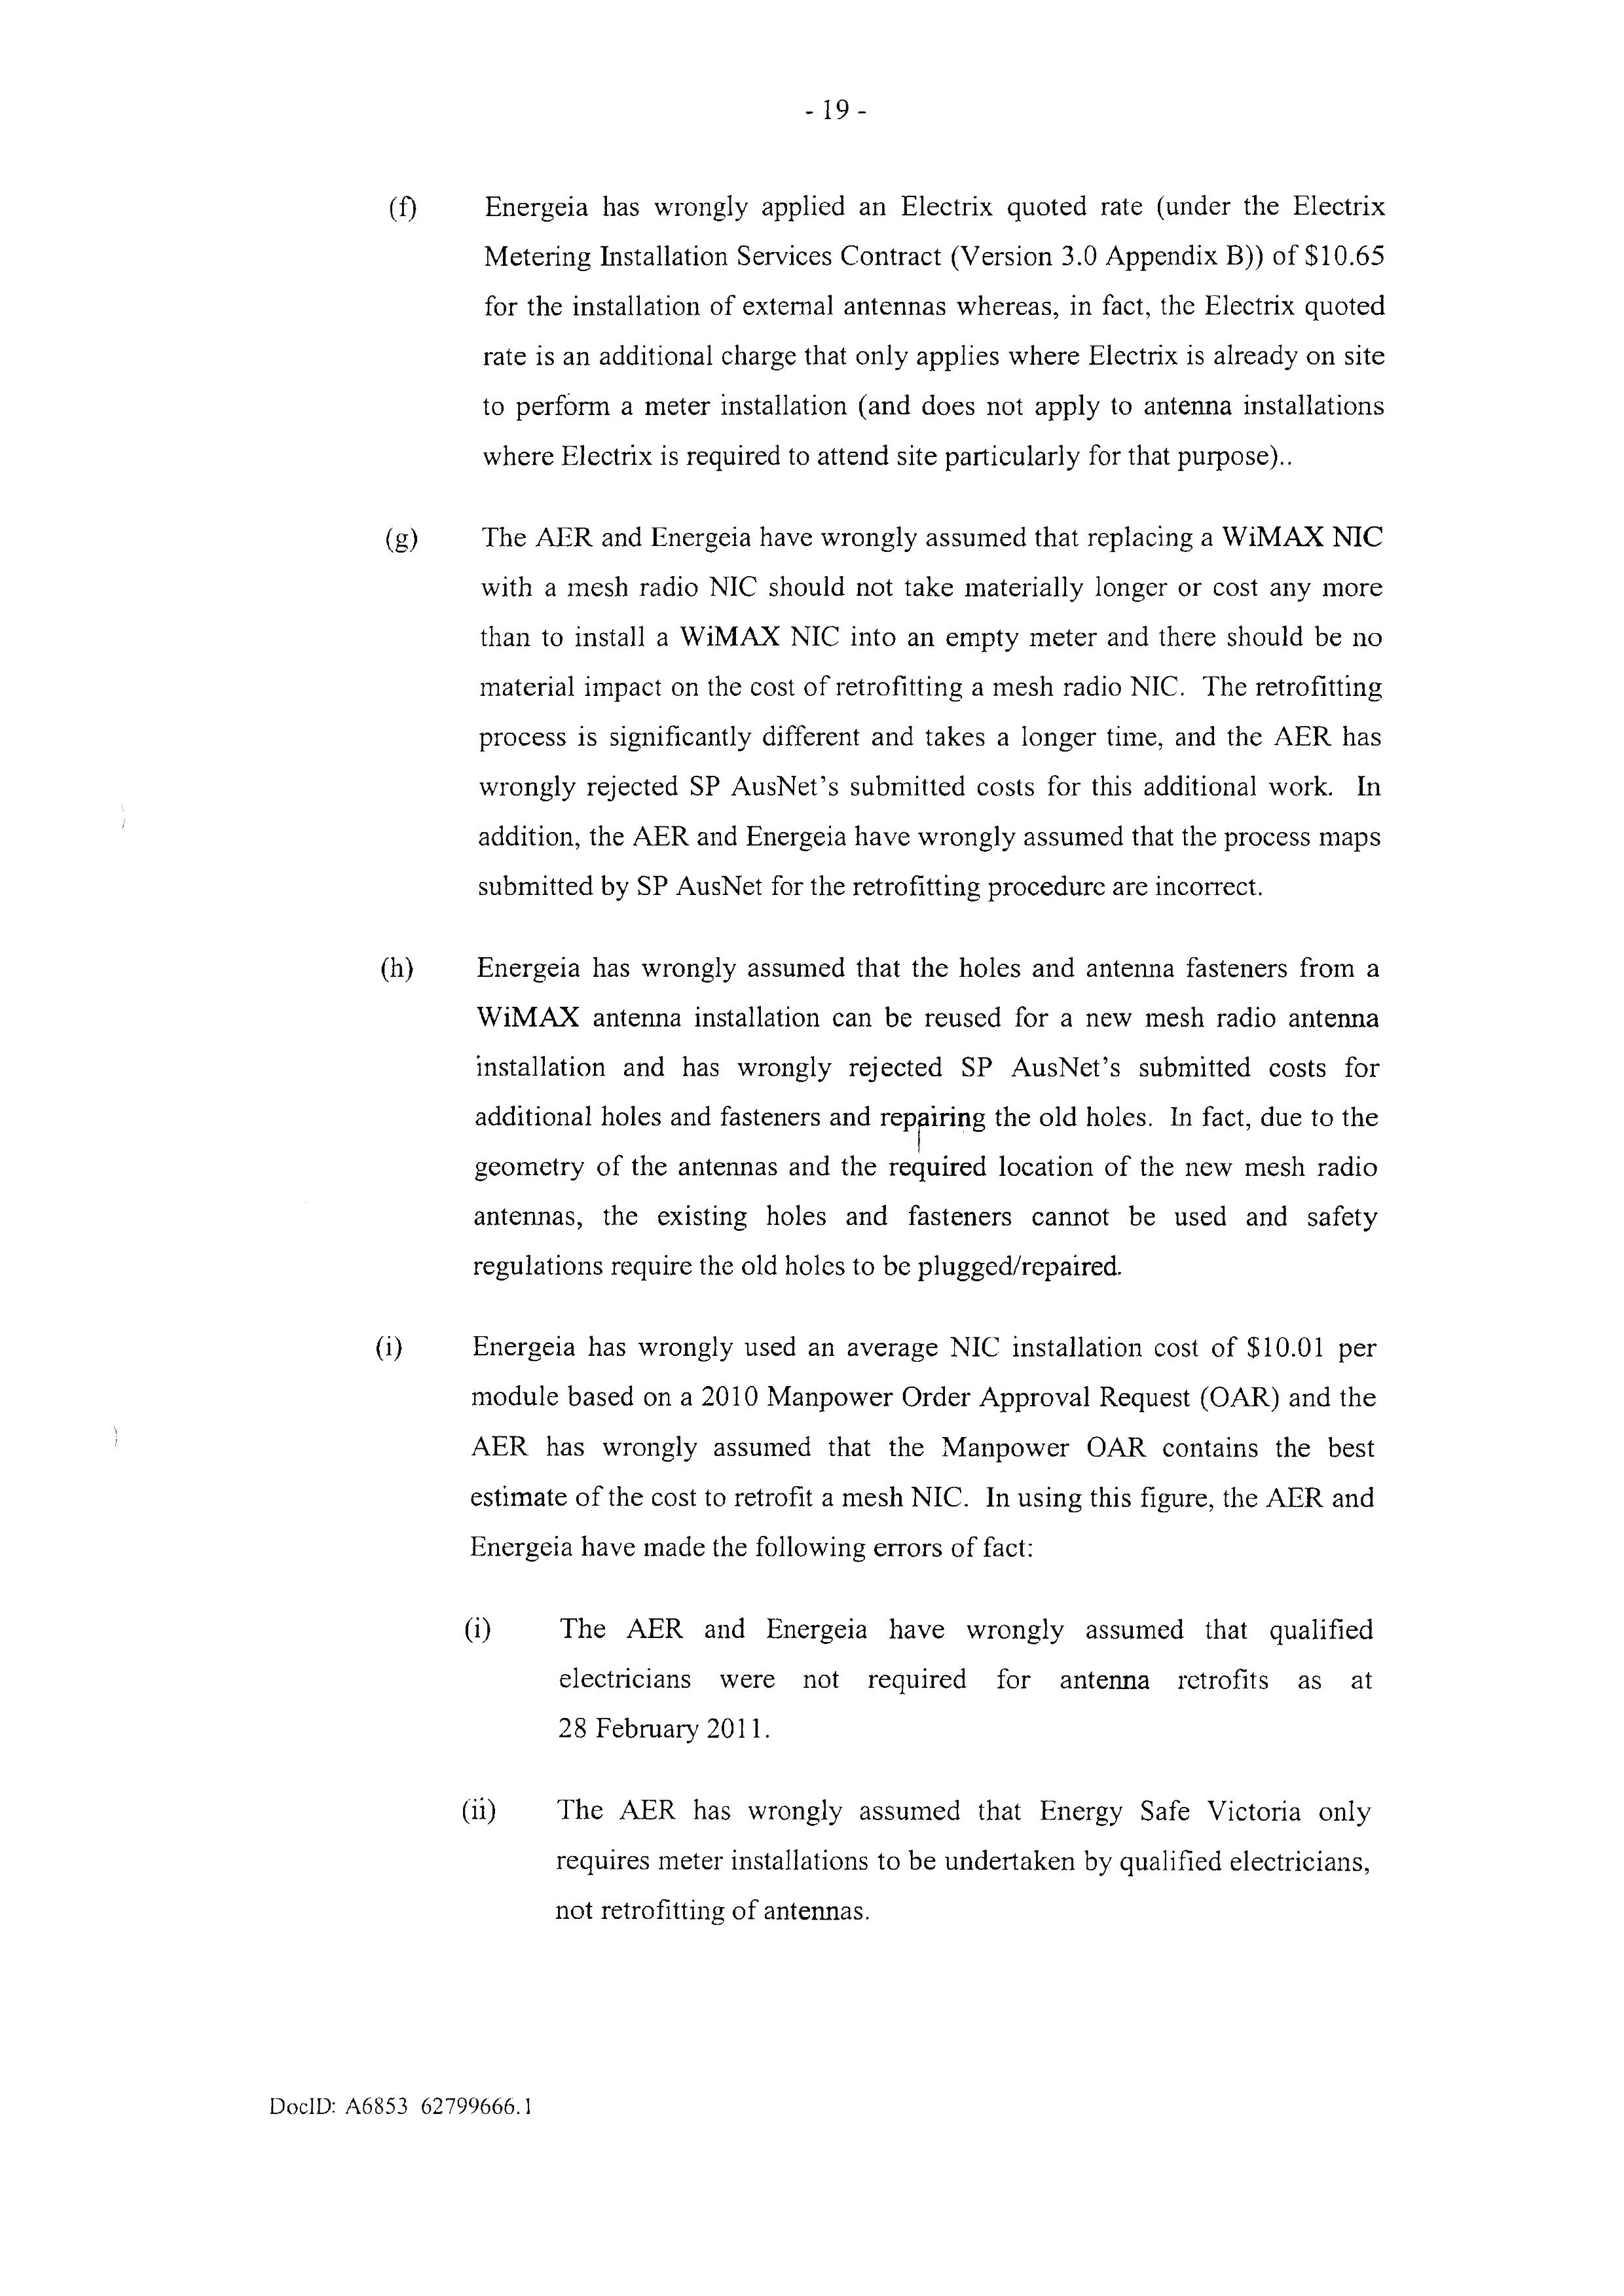 - 19 -
(f) Energeia has wrongly applied an Electrix quoted rate (under the Electrix
Metering Installation Services Contract (Version 3.0 Appendix B)) of $10.65
for the installation of external antennas whereas, in fact, the Electrix quoted
rate is an additional charge that only applies where Electrix is already on site
to perform a meter installation (and does not apply to antenna installations
where Electrix is required to attend site particularly for that purpose)..
(g) The AER and Energeia have wrongly assumed that replacing a WiMAX NIC
with a mesh radio NIC should not take materially longer or cost any more
than to install a WiMAX NIC into an empty meter and there should be no
material impact on the cost of retrofitting a mesh radio NIC. The retrofitting
process is significantly different and takes a longer time, and the AER has
wrongly rejected SP AusNet's submitted costs for this additional work. In
addition, the AER and Energeia have wrongly assumed that the process maps
submitted by SP AusNet for the retrofitting procedure are incorrect.
(h) Energeia has wrongly assumed that the holes and antenna fasteners from a
WiMAX antenna installation can be reused for a new mesh radio antenna
installation and has wrongly rejected SP AusNet's submitted costs for
additional holes and fasteners and repairing the old holes. In fact, due to the
geometry of the antennas and the required location of the new mesh radio
antennas, the existing holes and fasteners cannot be used and safety
regulations require the old holes to be plugged/repaired.
(i) Energeia has wrongly used an average NIC installation cost of $10.01 per
module based on a 2010 Manpower Order Approval Request (OAR) and the
AER has wrongly assumed that the Manpower OAR contains the best
estimate of the cost to retrofit a mesh NIC. In using this figure, the AER and
Energeia have made the following errors of fact:
(i) The AER and Energeia have wrongly assumed that qualified
electricians were not required for antenna retrofits as at
28 February 2011.
(ii) The AER has wrongly assumed that Energy Safe Victoria only
requires meter installations to be undertaken by qualified electricians,
not retrofitting of antennas.
DocID: A6853 62799666.1